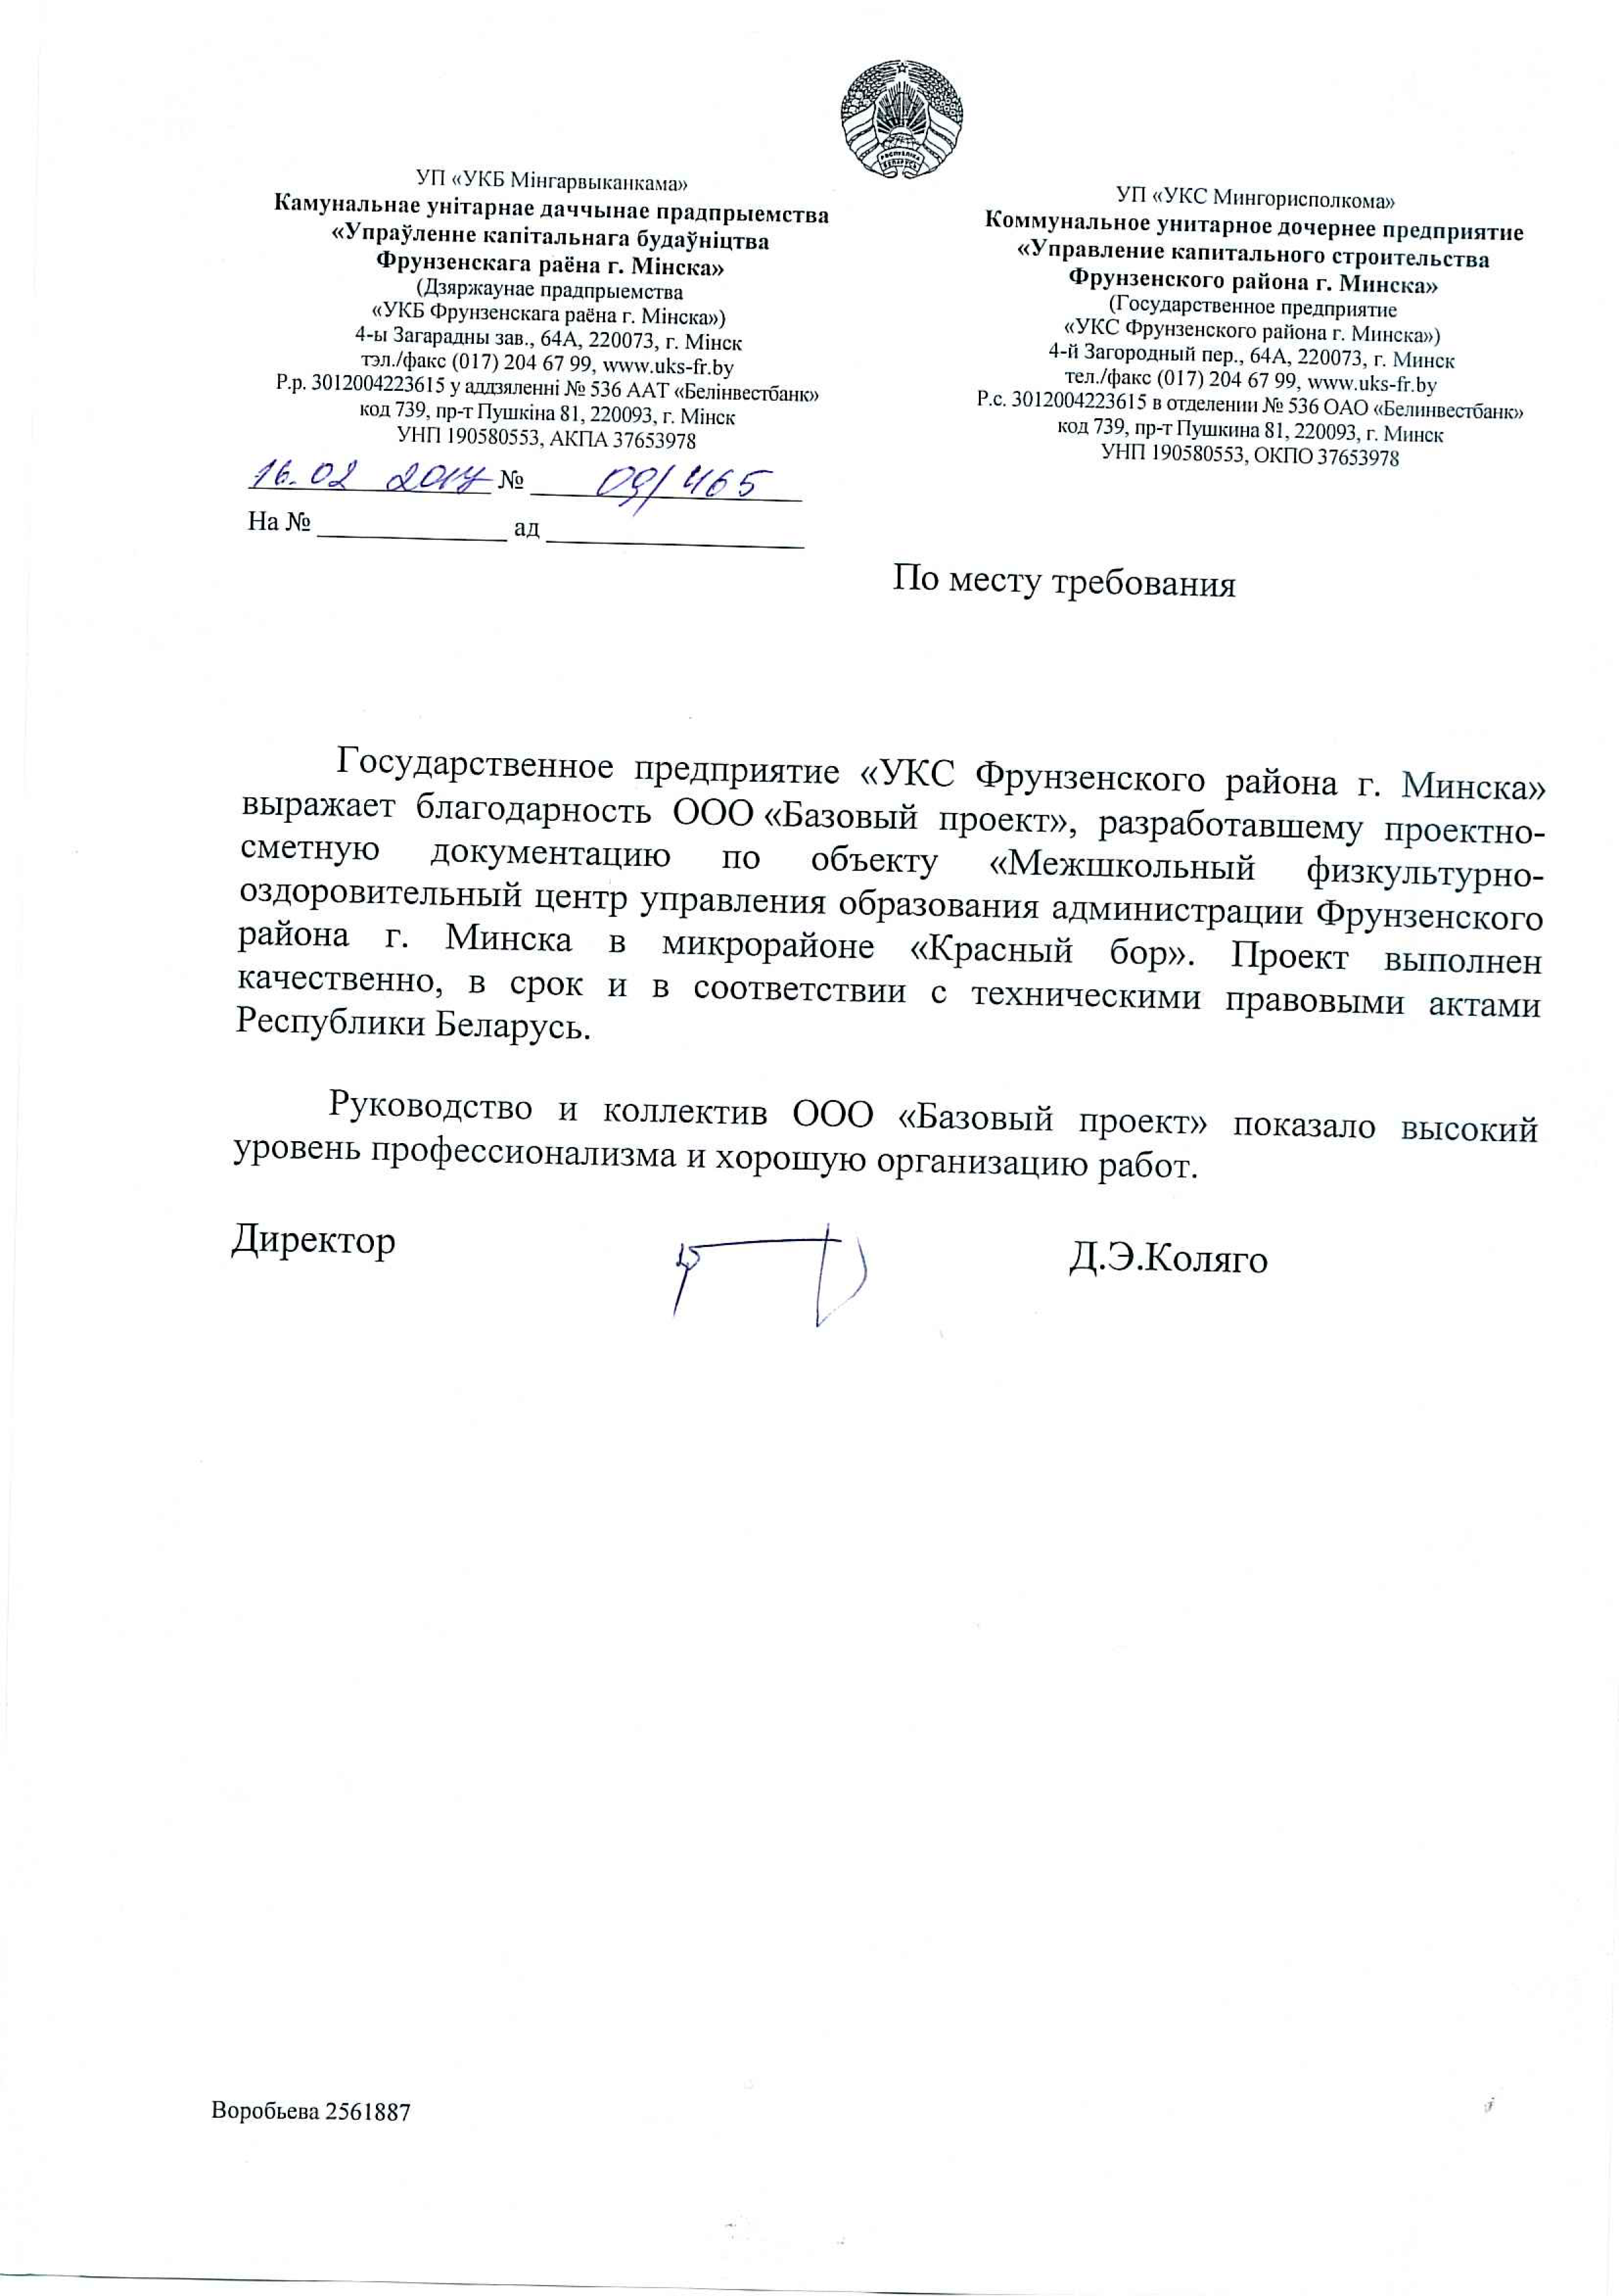 РЭСПУБЛІКА
БЕЛАРУСЬ
УП «УКБ Мінгарвыканкама»
Камунальнае унітарнае даччынае прадпрыемства
«Упраўленне капітальнага будаўніцтва
Фрунзенскага раёна г. Мінска»
(Дзяржаунае прадпрыемства
«УКБ Фрунзенскага раёна г. Мінска»)
4-ы Загарадны зав., 64А, 220073, г. Мінск
тэл./факс (017) 204 67 99, www.uks-fr.by
Р.р. 3012004223615 у аддзяленні № 536 ААТ «Белінвестбанк»
код 739, пр-т Пушкіна 81, 220093, г. Мінск
УНП 190580553, АКПА 37653978
16.02 2017 № 09/465
На № ад
УП «УКС Мингорисполкома»
Коммунальное унитарное дочернее предприятие
«Управление капитального строительства
Фрунзенского района г. Минска»
(Государственное предприятие
«УКС Фрунзенского района г. Минска»)
4-й Загородный пер., 64А, 220073, г. Минск
тел./факс (017) 204 67 99, www.uks-fr.by
Р.с. 3012004223615 в отделении № 536 ОАО «Белинвестбанк»
код 739, пр-т Пушкина 81, 220093, г. Минск
УНП 190580553, ОКПО 37653978
По месту требования
Государственное предприятие «УКС Фрунзенского района г. Минска»
выражает благодарность ООО «Базовый проект», разработавшему проектно-
сметную документацию по объекту «Межшкольный физкультурно-
оздоровительный центр управления образования администрации Фрунзенского
района г. Минска в микрорайоне «Красный бор». Проект выполнен
качественно, в срок и в соответствии с техническими правовыми актами
Республики Беларусь.
Руководство и коллектив ООО «Базовый проект» показало высокий
уровень профессионализма и хорошую организацию работ.
Директор Д.Э.Коляго
Воробьева 2561887